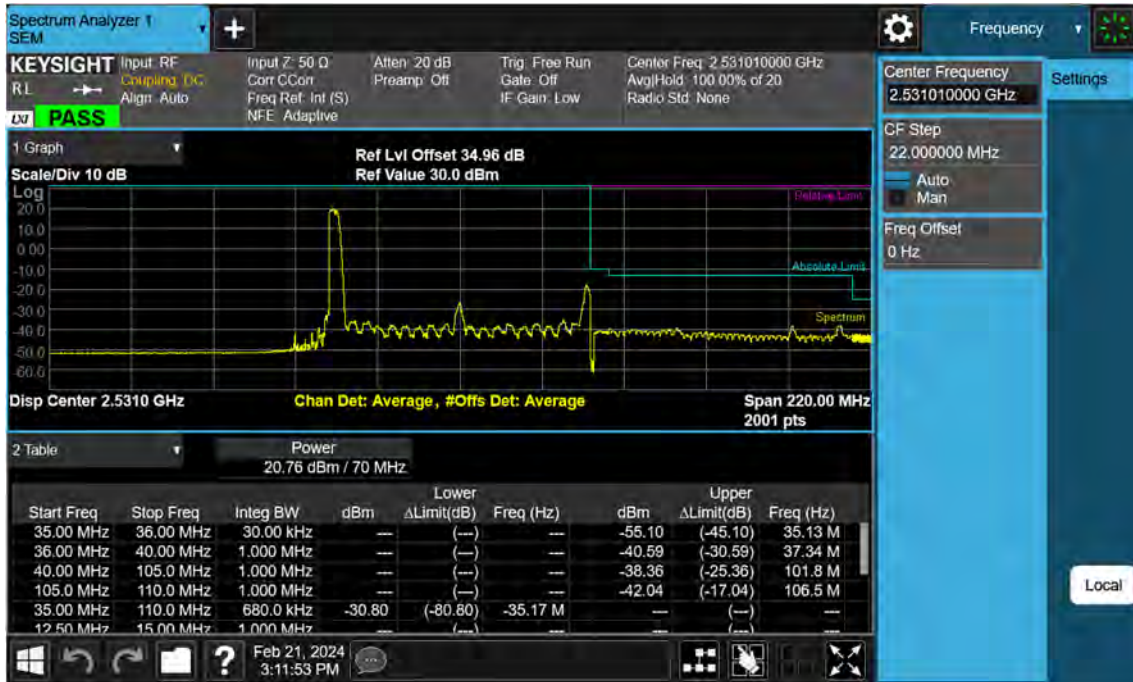 Spectrum Analyzer 1
SEM
+
Frequency
KEYSIGHT
Input: RF
Coupling: DC
Align: Auto
Input Z: 50 Ω
Corr CCorr
Freq Ref: Int (S)
NFE: Adaptive
Atten: 20 dB
Preamp: Off
Trig: Free Run
Gate: Off
IF Gain: Low
Center Freq: 2.531010000 GHz
Avg|Hold: 100.00% of 20
Radio Std: None
RL
LXI
PASS
Center Frequency
2.531010000 GHz
Settings
CF Step
22.000000 MHz
Auto
Man
Freq Offset
0 Hz
1 Graph
Scale/Div 10 dB
Ref Lvl Offset 34.96 dB
Ref Value 30.0 dBm
Log
20.0
10.0
0.00
-10.0
-20.0
-30.0
-40.0
-50.0
-60.0
Relative Limit
Absolute Limit
Spectrum
Disp Center 2.5310 GHz
Chan Det: Average, #Offs Det: Average
Span 220.00 MHz
2001 pts
2 Table
Power
20.76 dBm / 70 MHz
Lower Upper
Start Freq Stop Freq Integ BW dBm ΔLimit(dB) Freq (Hz) dBm ΔLimit(dB) Freq (Hz)
35.00 MHz 36.00 MHz 30.00 kHz --- (---) --- -55.10 (-45.10) 35.13 M
36.00 MHz 40.00 MHz 1.000 MHz --- (---) --- -40.59 (-30.59) 37.34 M
40.00 MHz 105.0 MHz 1.000 MHz --- (---) --- -38.36 (-25.36) 101.8 M
105.0 MHz 110.0 MHz 1.000 MHz --- (---) --- -42.04 (-17.04) 106.5 M
35.00 MHz 110.0 MHz 680.0 kHz -30.80 (-80.80) -35.17 M --- (---) ---
12.50 MHz 15.00 MHz 1.000 MHz --- (---) --- --- (---) ---
Local
?
Feb 21, 2024
3:11:53 PM